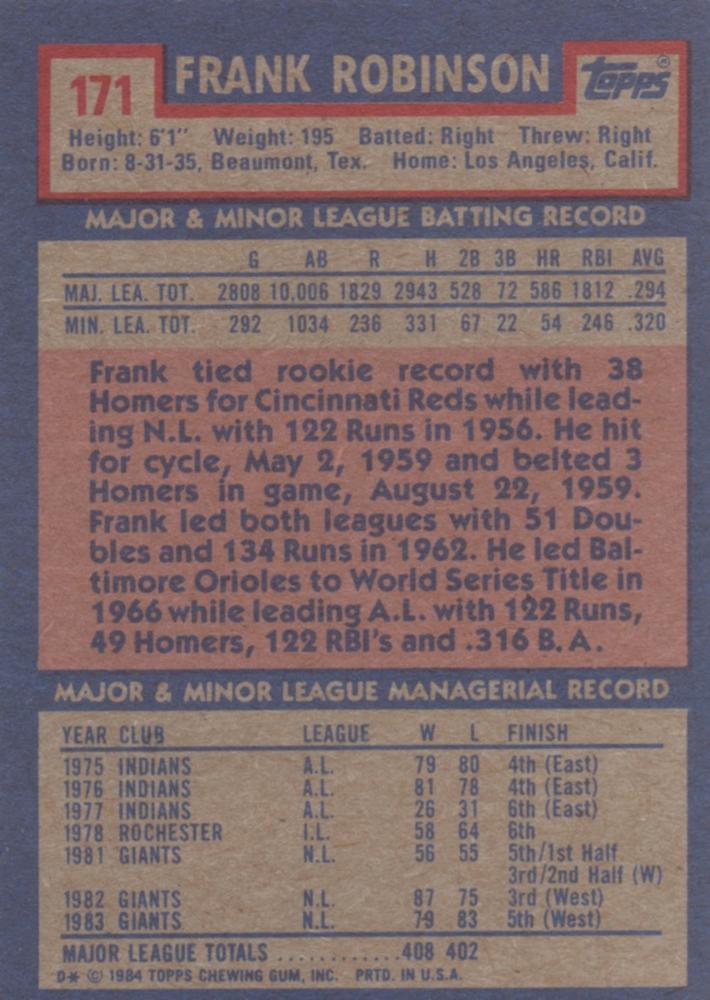 171 FRANK ROBINSON Topps®
Height: 6'1" Weight: 195 Batted: Right Threw: Right
Born: 8-31-35, Beaumont, Tex. Home: Los Angeles, Calif.
MAJOR & MINOR LEAGUE BATTING RECORD
G AB R H 2B 3B HR RBI AVG
MAJ. LEA. TOT. 2808 10,006 1829 2943 528 72 586 1812 .294
MIN. LEA. TOT. 292 1034 236 331 67 22 54 246 .320
Frank tied rookie record with 38
Homers for Cincinnati Reds while lead-
ing N.L. with 122 Runs in 1956. He hit
for cycle, May 2, 1959 and belted 3
Homers in game, August 22, 1959.
Frank led both leagues with 51 Dou-
bles and 134 Runs in 1962. He led Bal-
timore Orioles to World Series Title in
1966 while leading A.L. with 122 Runs,
49 Homers, 122 RBI's and .316 B.A.
MAJOR & MINOR LEAGUE MANAGERIAL RECORD
YEAR CLUB LEAGUE W L FINISH
1975 INDIANS A.L. 79 80 4th (East)
1976 INDIANS A.L. 81 78 4th (East)
1977 INDIANS A.L. 26 31 6th (East)
1978 ROCHESTER I.L. 58 64 6th
1981 GIANTS N.L. 56 55 5th/1st Half
3rd/2nd Half (W)
1982 GIANTS N.L. 87 75 3rd (West)
1983 GIANTS N.L. 79 83 5th (West)
MAJOR LEAGUE TOTALS ............408 402
D* © 1984 TOPPS CHEWING GUM, INC. PRTD. IN U.S.A.